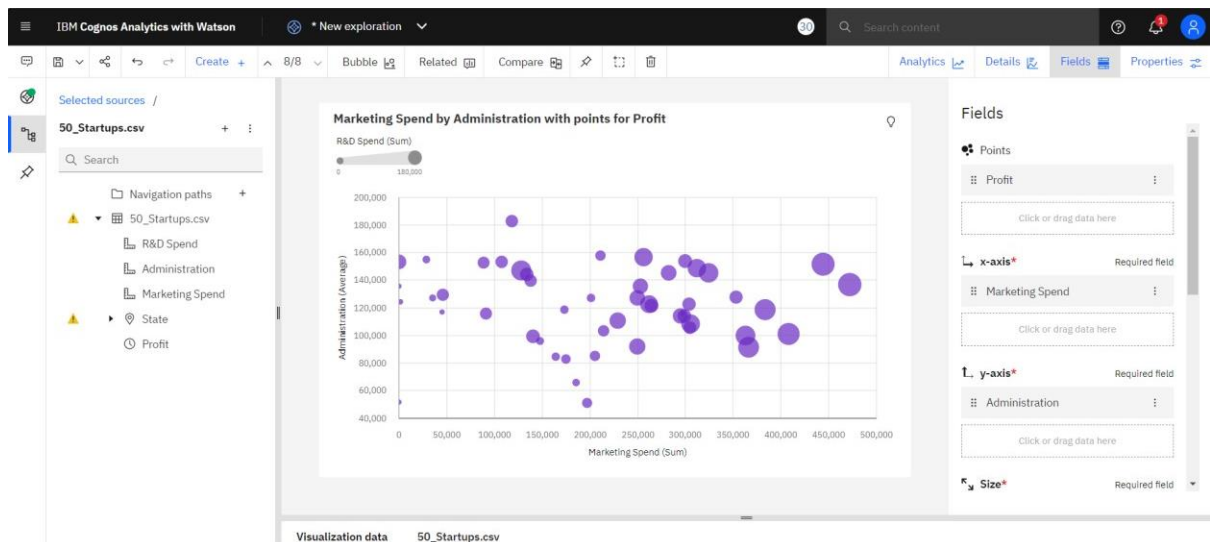 IBM Cognos Analytics with Watson
* New exploration
30
Search content
1
Create +
8/8
Bubble
Related
Compare
Analytics
Details
Fields
Properties
Selected sources /
50_Startups.csv
Search
Navigation paths +
50_Startups.csv
R&D Spend
Administration
Marketing Spend
State
Profit
Marketing Spend by Administration with points for Profit
R&D Spend (Sum)
0 180,000
Administration (Average)
200,000
180,000
160,000
140,000
120,000
100,000
80,000
60,000
40,000
0 50,000 100,000 150,000 200,000 250,000 300,000 350,000 400,000 450,000 500,000
Marketing Spend (Sum)
Fields
Points
Profit
Click or drag data here
x-axis* Required field
Marketing Spend
Click or drag data here
y-axis* Required field
Administration
Click or drag data here
Size* Required field
Visualization data 50_Startups.csv